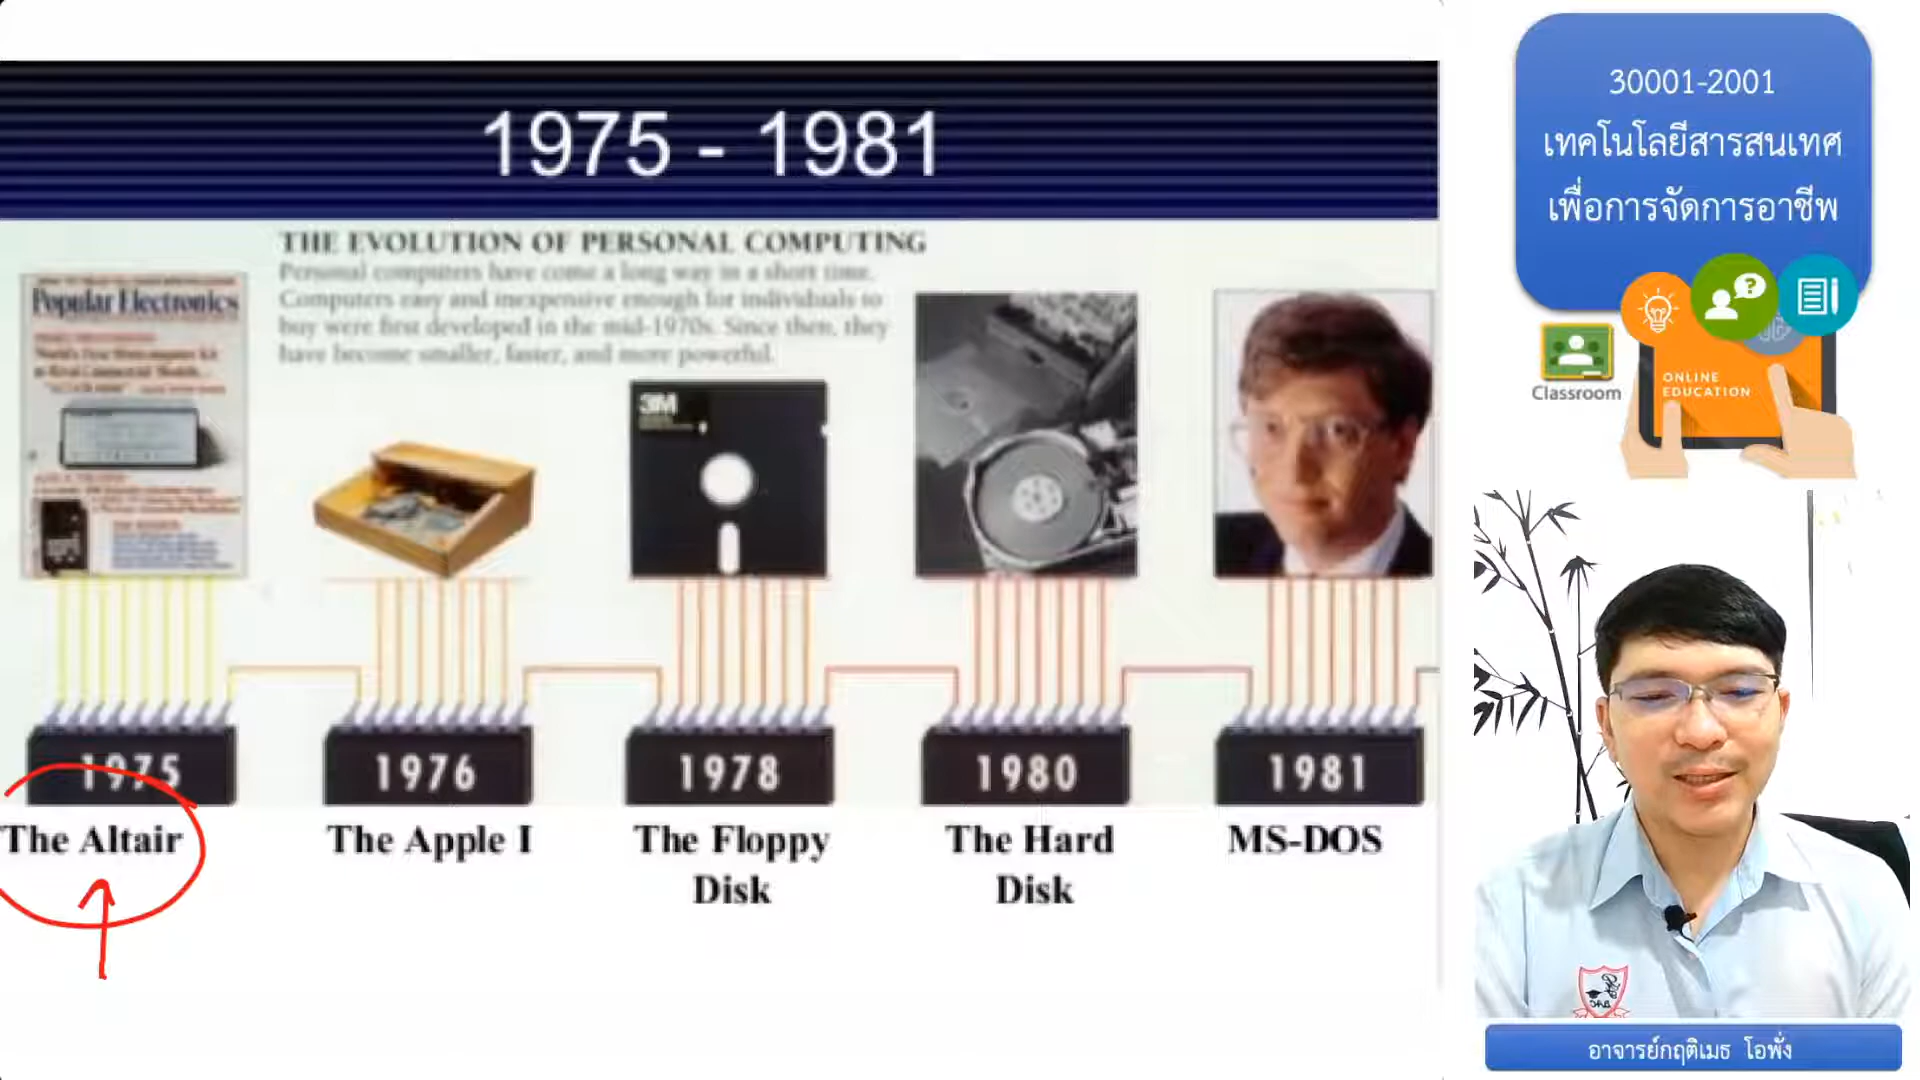 1975 - 1981
THE EVOLUTION OF PERSONAL COMPUTING
Personal computers have come a long way in a short time.
Computers easy and inexpensive enough for individuals to
buy were first developed in the mid-1970s. Since then, they
have become smaller, faster, and more powerful.
Popular Electronics
3M
1975
1976
1978
1980
1981
The Altair
The Apple I
The Floppy
Disk
The Hard
Disk
MS-DOS
30001-2001
เทคโนโลยีสารสนเทศ
เพื่อการจัดการอาชีพ
?
Classroom
ONLINE
EDUCATION
อาจารย์กฤติเมธ โอพั่ง